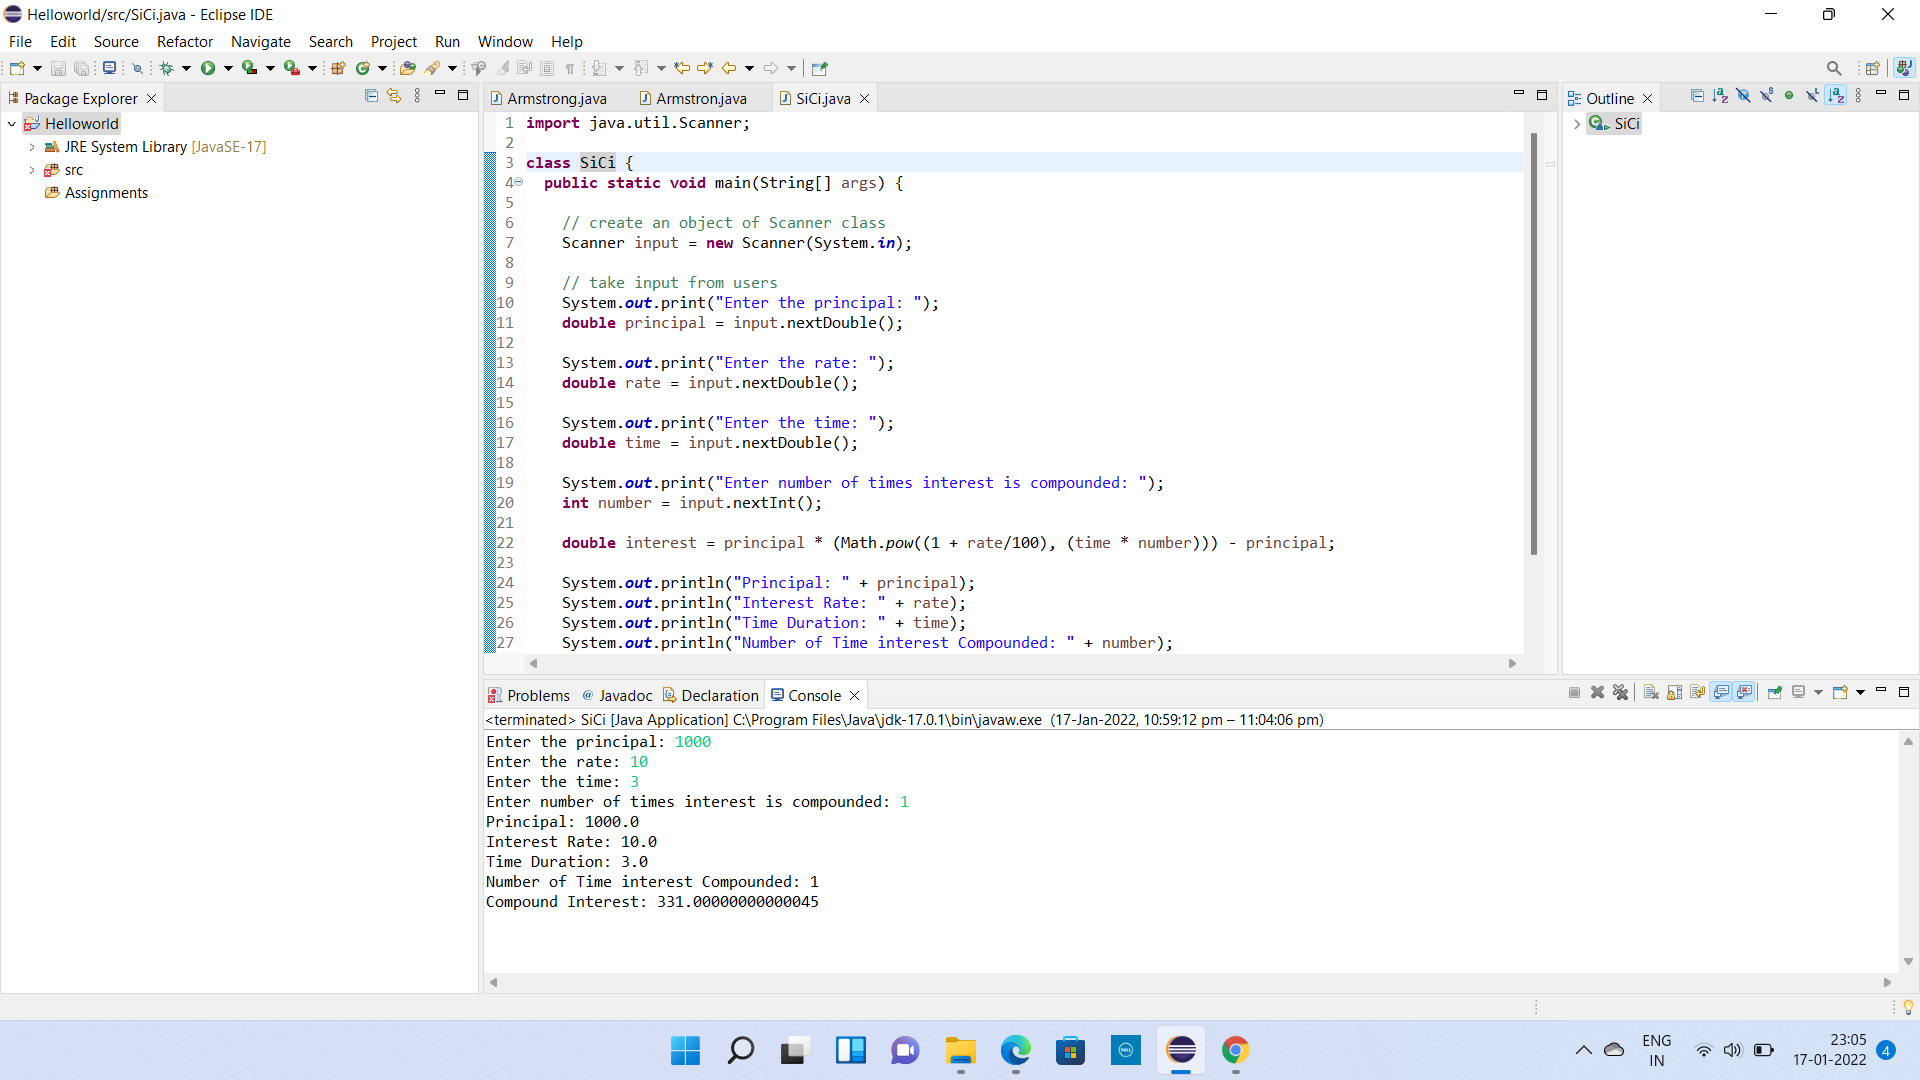 Helloworld/src/SiCi.java - Eclipse IDE
File Edit Source Refactor Navigate Search Project Run Window Help
Package Explorer
Helloworld
JRE System Library [JavaSE-17]
src
Assignments
Armstrong.java Armstron.java SiCi.java
1 import java.util.Scanner;
2
3 class SiCi {
4 public static void main(String[] args) {
5
6 // create an object of Scanner class
7 Scanner input = new Scanner(System.in);
8
9 // take input from users
10 System.out.print("Enter the principal: ");
11 double principal = input.nextDouble();
12
13 System.out.print("Enter the rate: ");
14 double rate = input.nextDouble();
15
16 System.out.print("Enter the time: ");
17 double time = input.nextDouble();
18
19 System.out.print("Enter number of times interest is compounded: ");
20 int number = input.nextInt();
21
22 double interest = principal * (Math.pow((1 + rate/100), (time * number))) - principal;
23
24 System.out.println("Principal: " + principal);
25 System.out.println("Interest Rate: " + rate);
26 System.out.println("Time Duration: " + time);
27 System.out.println("Number of Time interest Compounded: " + number);
Outline
SiCi
Problems Javadoc Declaration Console
<terminated> SiCi [Java Application] C:\Program Files\Java\jdk-17.0.1\bin\javaw.exe (17-Jan-2022, 10:59:12 pm – 11:04:06 pm)
Enter the principal: 1000
Enter the rate: 10
Enter the time: 3
Enter number of times interest is compounded: 1
Principal: 1000.0
Interest Rate: 10.0
Time Duration: 3.0
Number of Time interest Compounded: 1
Compound Interest: 331.00000000000045
ENG
IN
23:05
17-01-2022
4